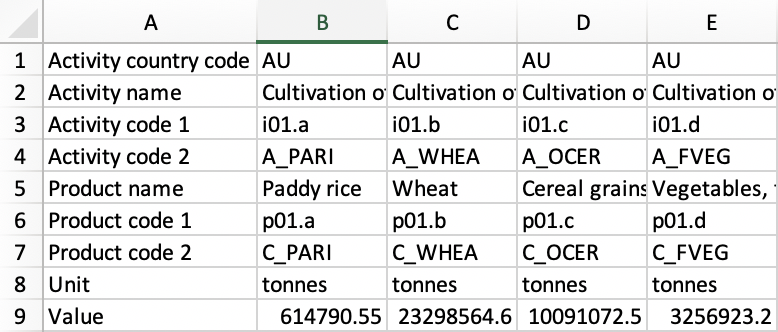 A B C D E
1 Activity country code AU AU AU AU
2 Activity name Cultivation o Cultivation o Cultivation o Cultivation o
3 Activity code 1 i01.a i01.b i01.c i01.d
4 Activity code 2 A_PARI A_WHEA A_OCER A_FVEG
5 Product name Paddy rice Wheat Cereal grains Vegetables,
6 Product code 1 p01.a p01.b p01.c p01.d
7 Product code 2 C_PARI C_WHEA C_OCER C_FVEG
8 Unit tonnes tonnes tonnes tonnes
9 Value 614790.55 23298564.6 10091072.5 3256923.2